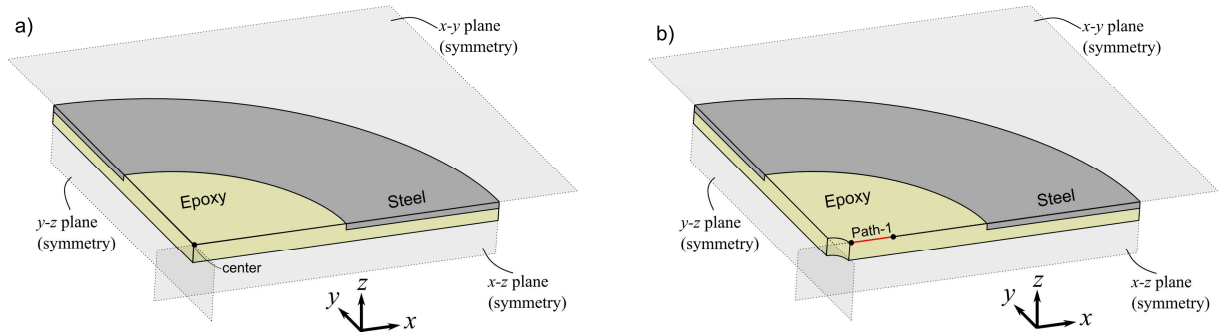 a)
x-y plane
(symmetry)
Epoxy
Steel
y-z plane
(symmetry)
center
x-z plane
(symmetry)
z
y
x
b)
x-y plane
(symmetry)
Epoxy
Steel
Path-1
y-z plane
(symmetry)
x-z plane
(symmetry)
z
y
x